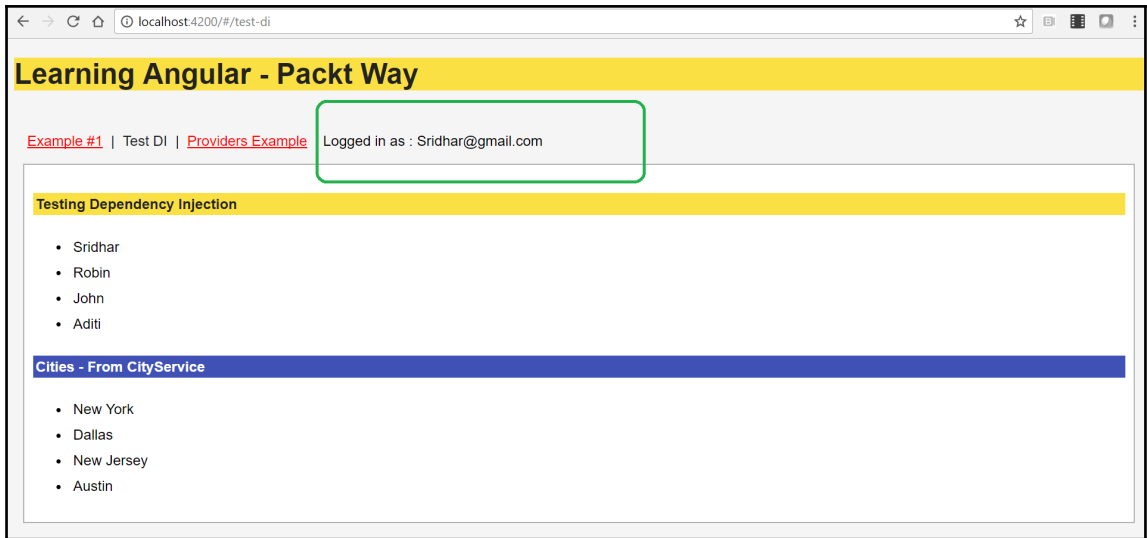 localhost:4200/#/test-di
Learning Angular - Packt Way
Example #1 | Test DI | Providers Example Logged in as : Sridhar@gmail.com
Testing Dependency Injection
• Sridhar
• Robin
• John
• Aditi
Cities - From CityService
• New York
• Dallas
• New Jersey
• Austin